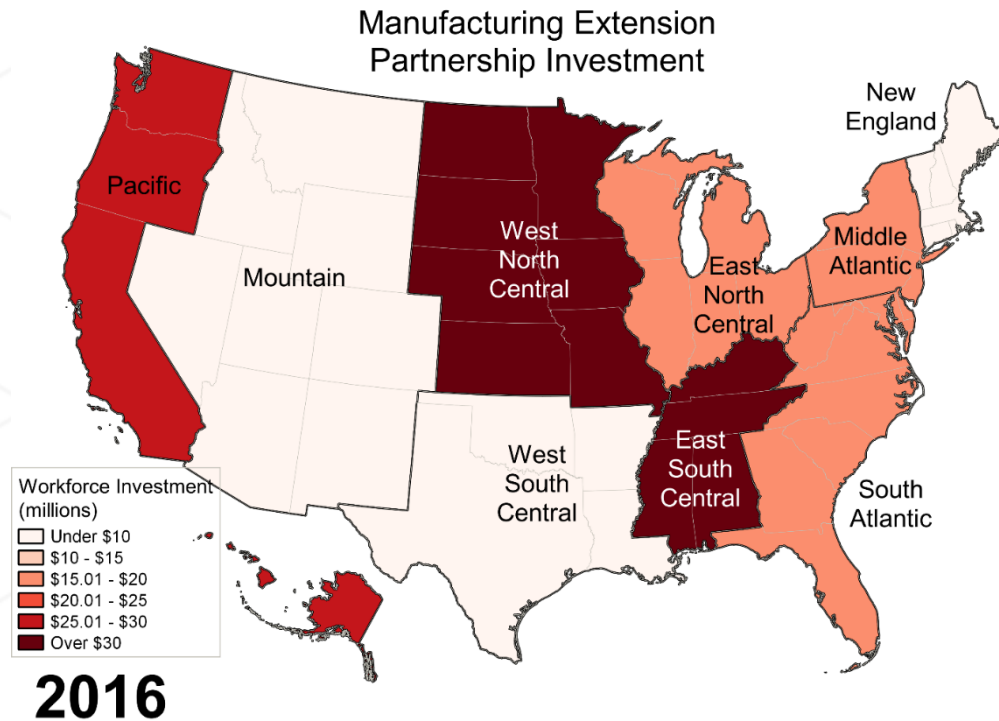 Manufacturing Extension
Partnership Investment
New
England
Pacific
West
North
Central
Middle
Atlantic
East
North
Central
Mountain
West
South
Central
East
South
Central
South
Atlantic
Workforce Investment
(millions)
Under $10
$10 - $15
$15.01 - $20
$20.01 - $25
$25.01 - $30
Over $30
2016